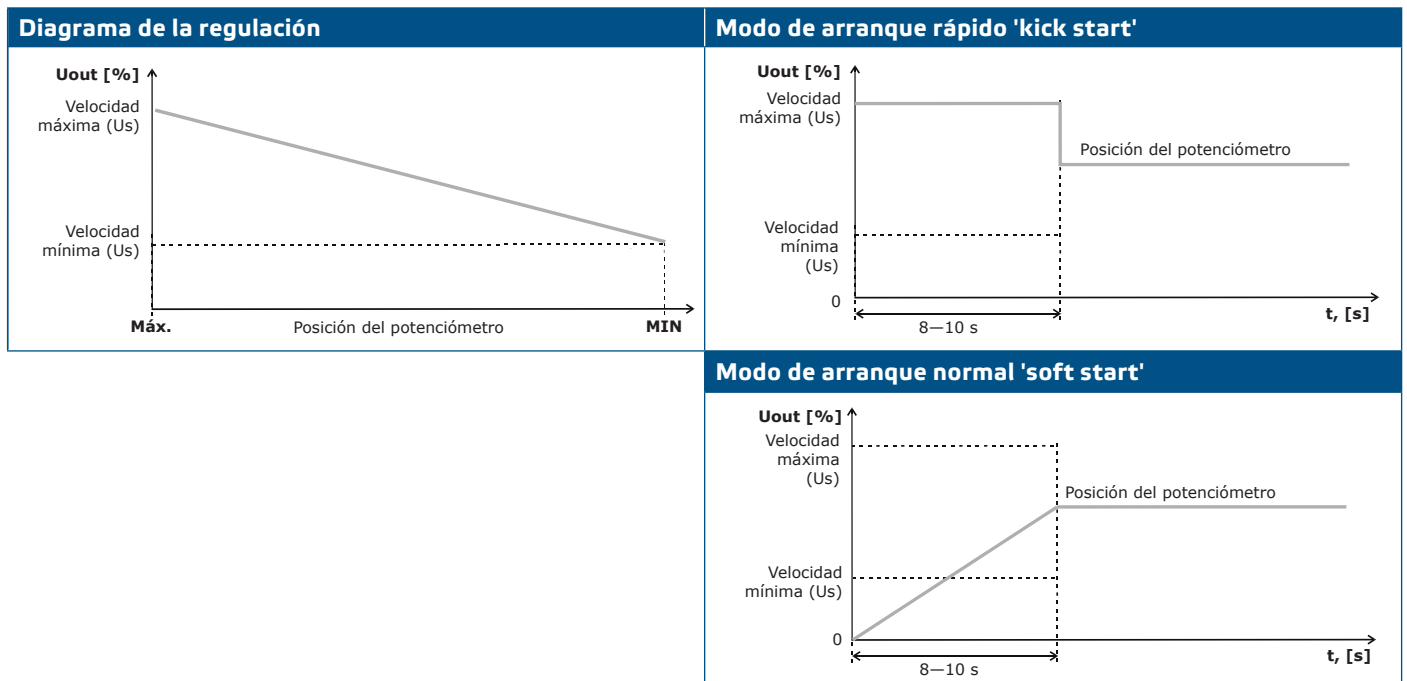 Diagrama de la regulación
Uout [%]
Velocidad
máxima (Us)
Velocidad
mínima (Us)
Máx.
Posición del potenciómetro
MIN
Modo de arranque rápido 'kick start'
Uout [%]
Velocidad
máxima (Us)
Posición del potenciómetro
Velocidad
mínima
(Us)
0
t, [s]
8—10 s
Modo de arranque normal 'soft start'
Uout [%]
Velocidad
máxima
(Us)
Posición del potenciómetro
Velocidad
mínima (Us)
0
t, [s]
8—10 s